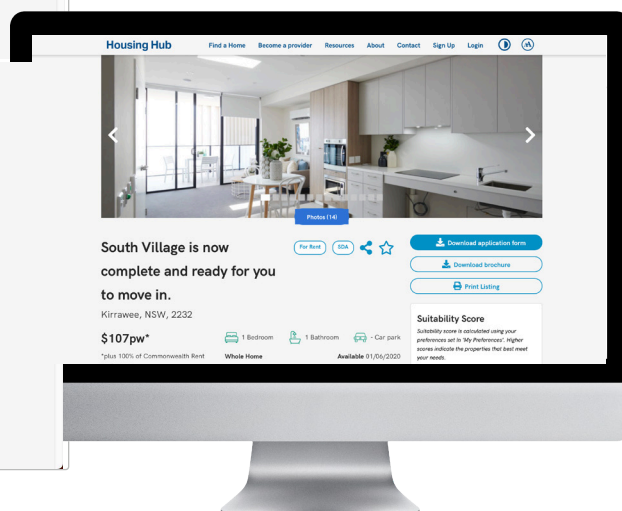 Housing Hub Find a Home Become a provider Resources About Contact Sign Up Login
Photos (14)
South Village is now
complete and ready for you
to move in.
For Rent SDA
Download application form
Download brochure
Print Listing
Kirrawee, NSW, 2232
$107pw*
1 Bedroom 1 Bathroom - Car park
*plus 100% of Commonwealth Rent
Whole Home Available 01/06/2020
Suitability Score
Suitability score is calculated using your
preferences set in 'My Preferences'. Higher
scores indicate the properties that best meet
your needs.